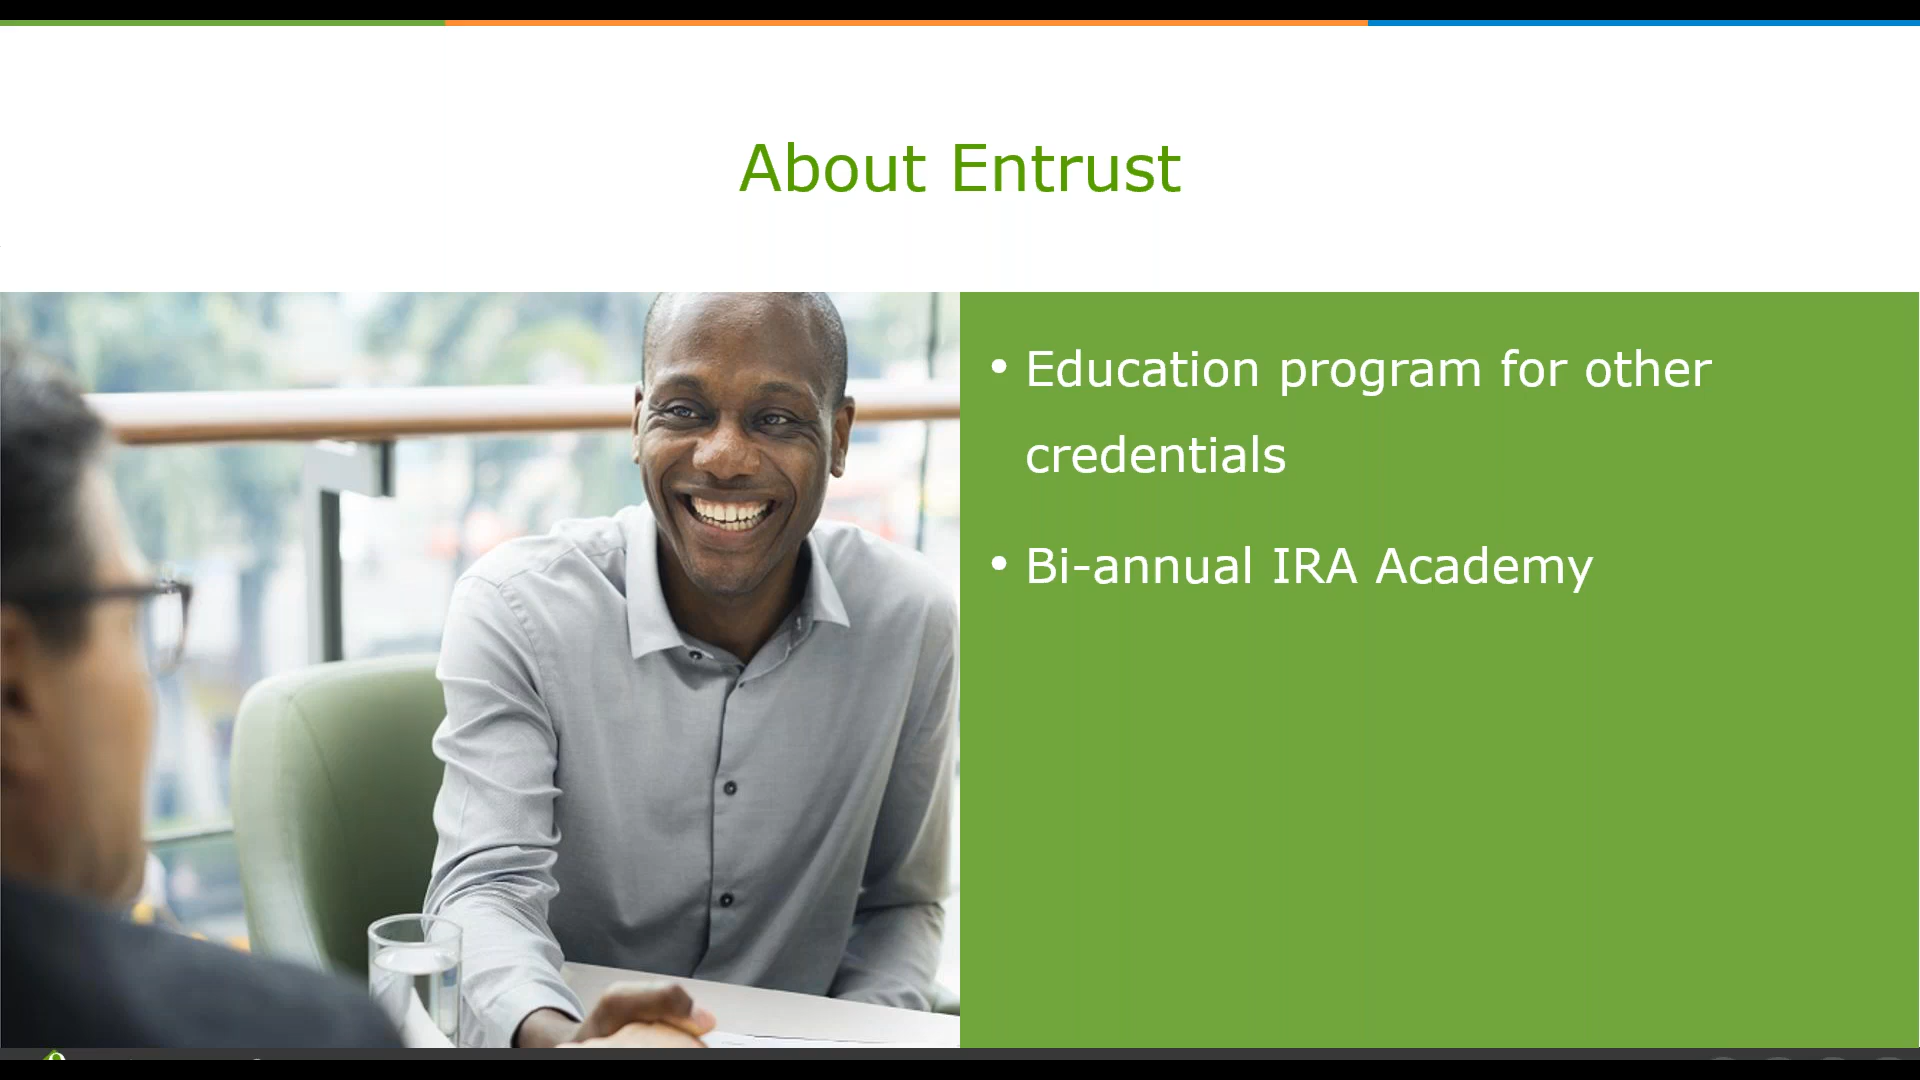 About Entrust
• Education program for other
credentials
• Bi-annual IRA Academy